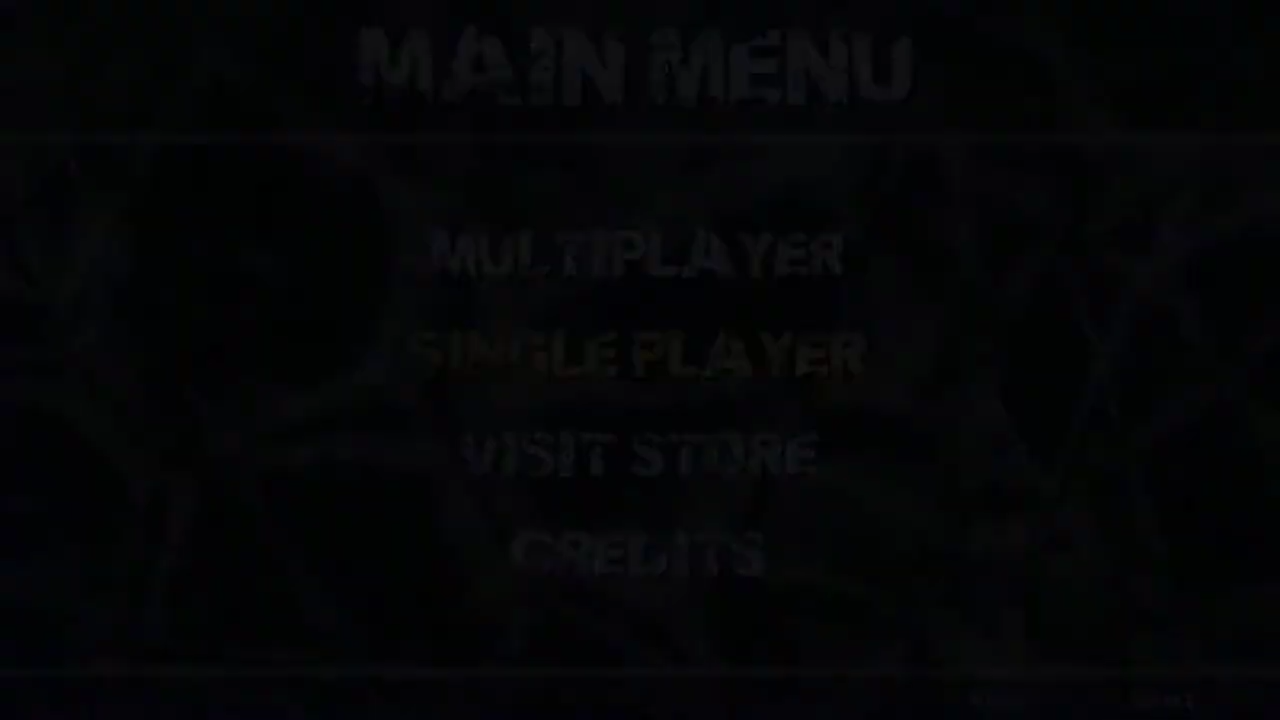 MAIN MENU
MULTIPLAYER
SINGLE PLAYER
VISIT STORE
CREDITS